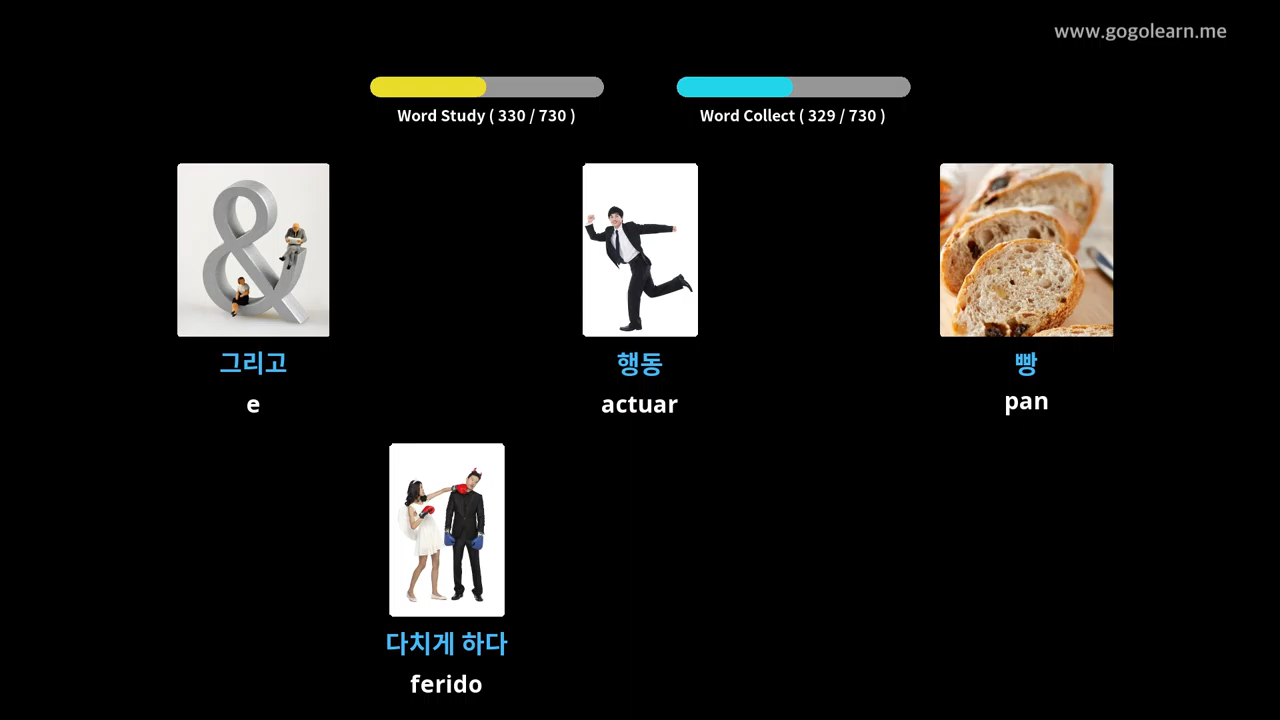 www.gogolearn.me
Word Study ( 330 / 730 )
Word Collect ( 329 / 730 )
그리고
e
행동
actuar
빵
pan
다치게 하다
ferido